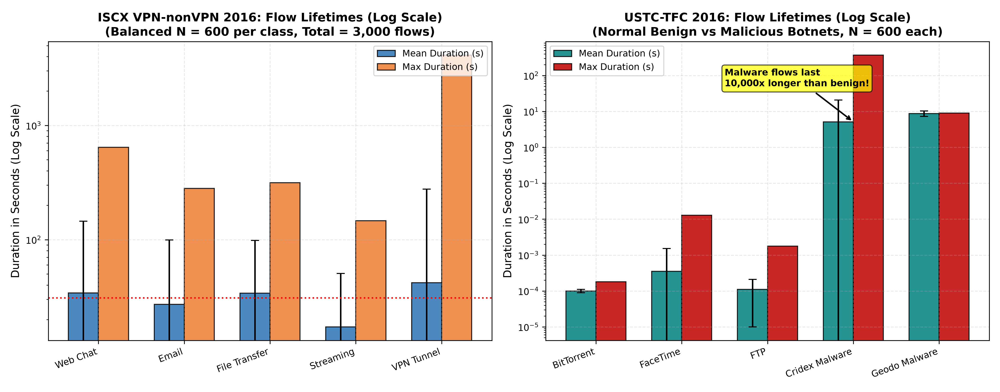 ISCX VPN-nonVPN 2016: Flow Lifetimes (Log Scale)
(Balanced N = 600 per class, Total = 3,000 flows)
Duration in Seconds (Log Scale)
10³
10²
Mean Duration (s)
Max Duration (s)
Web Chat
Email
File Transfer
Streaming
VPN Tunnel
USTC-TFC 2016: Flow Lifetimes (Log Scale)
(Normal Benign vs Malicious Botnets, N = 600 each)
Duration in Seconds (Log Scale)
10²
10¹
10⁰
10⁻¹
10⁻²
10⁻³
10⁻⁴
10⁻⁵
Mean Duration (s)
Max Duration (s)
Malware flows last
10,000x longer than benign!
BitTorrent
FaceTime
FTP
Cridex Malware
Geodo Malware